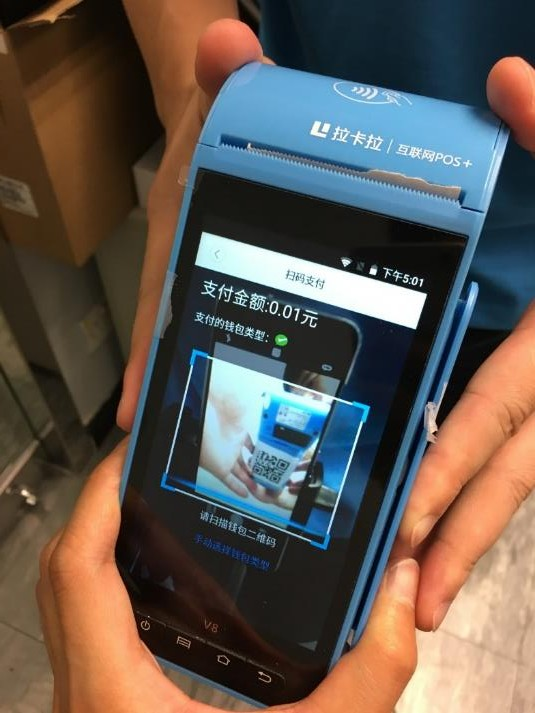 拉卡拉 | 互联网POS+
下午5:01
扫码支付
支付金额:0.01元
支付的钱包类型:
请扫描钱包二维码
手动选择钱包类型
V8